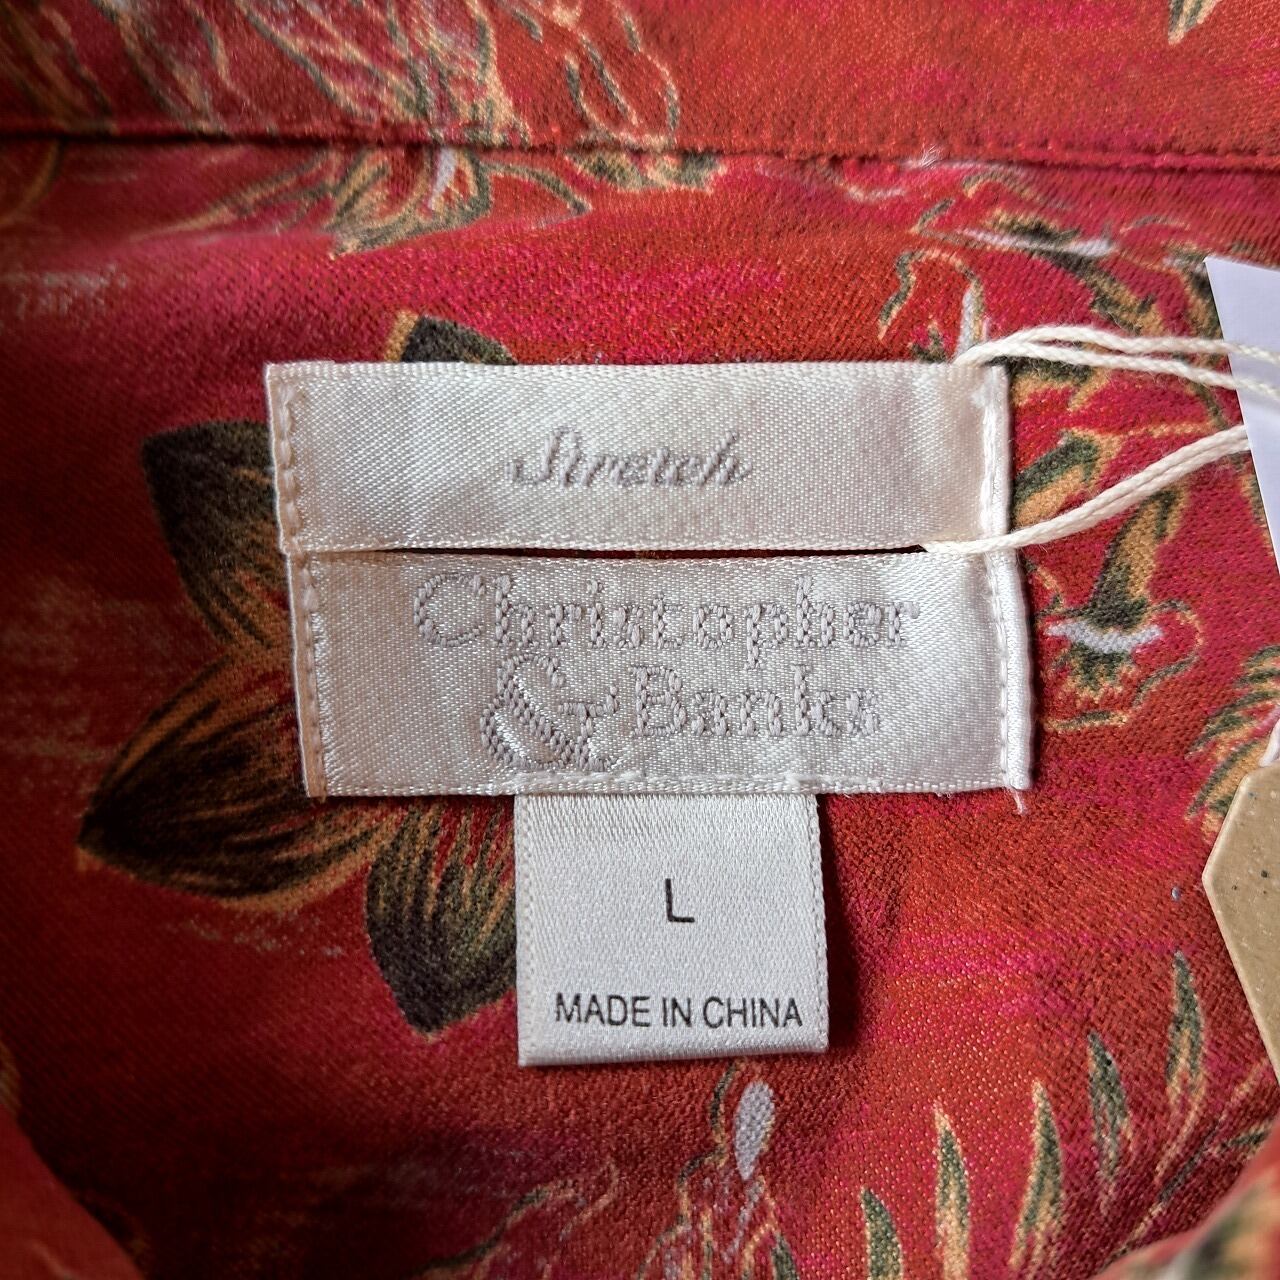 Stretch
Christopher
& Banks
L
MADE IN CHINA